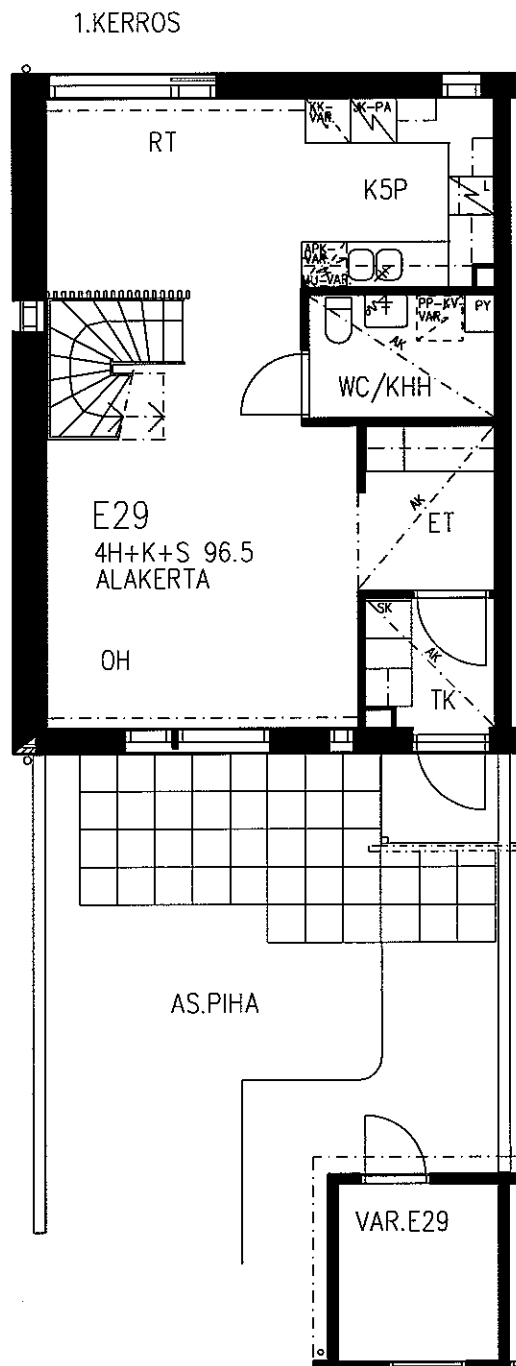 1.KERROS
KK-
VAR.
JK-PA
RT
K5P
L
APK-
VAR.
UU-VAR.
PP-KV-
VAR.
PY
AK
WC/KHH
E29
4H+K+S 96.5
ALAKERTA
AK
ET
OH
SK
AK
TK
AS.PIHA
VAR.E29